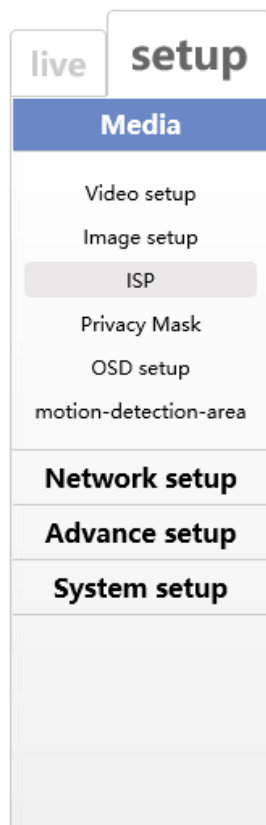 live setup
Media
Video setup
Image setup
ISP
Privacy Mask
OSD setup
motion-detection-area
Network setup
Advance setup
System setup